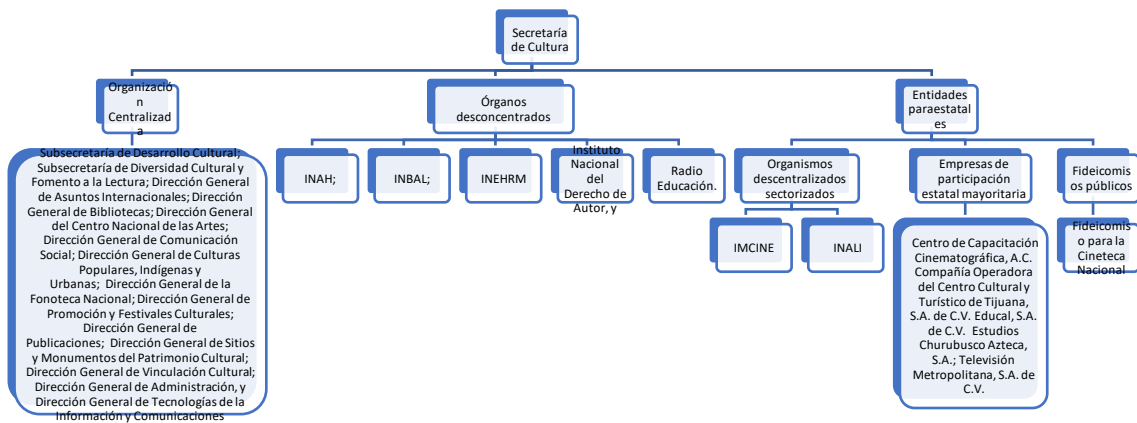 Secretaría
de Cultura
Organizació
n
Centralizad
a
Órganos
desconcentrados
Entidades
paraestatal
es
Subsecretaría de Desarrollo Cultural;
Subsecretaría de Diversidad Cultural y
Fomento a la Lectura; Dirección General
de Asuntos Internacionales; Dirección
General de Bibliotecas; Dirección General
del Centro Nacional de las Artes;
Dirección General de Comunicación
Social; Dirección General de Culturas
Populares, Indígenas y
Urbanas; Dirección General de la
Fonoteca Nacional; Dirección General de
Promoción y Festivales Culturales;
Dirección General de
Publicaciones; Dirección General de Sitios
y Monumentos del Patrimonio Cultural;
Dirección General de Vinculación Cultural;
Dirección General de Administración, y
Dirección General de Tecnologías de la
Información y Comunicaciones
INAH;
INBAL;
INEHRM
Instituto
Nacional
del
Derecho de
Autor, y
Radio
Educación.
Organismos
descentralizados
sectorizados
IMCINE
INALI
Empresas de
participación
estatal mayoritaria
Centro de Capacitación
Cinematográfica, A.C.
Compañía Operadora
del Centro Cultural y
Turístico de Tijuana,
S.A. de C.V. Educal, S.A.
de C.V. Estudios
Churubusco Azteca,
S.A.; Televisión
Metropolitana, S.A. de
C.V.
Fideicomis
os públicos
Fideicomis
o para la
Cineteca
Nacional